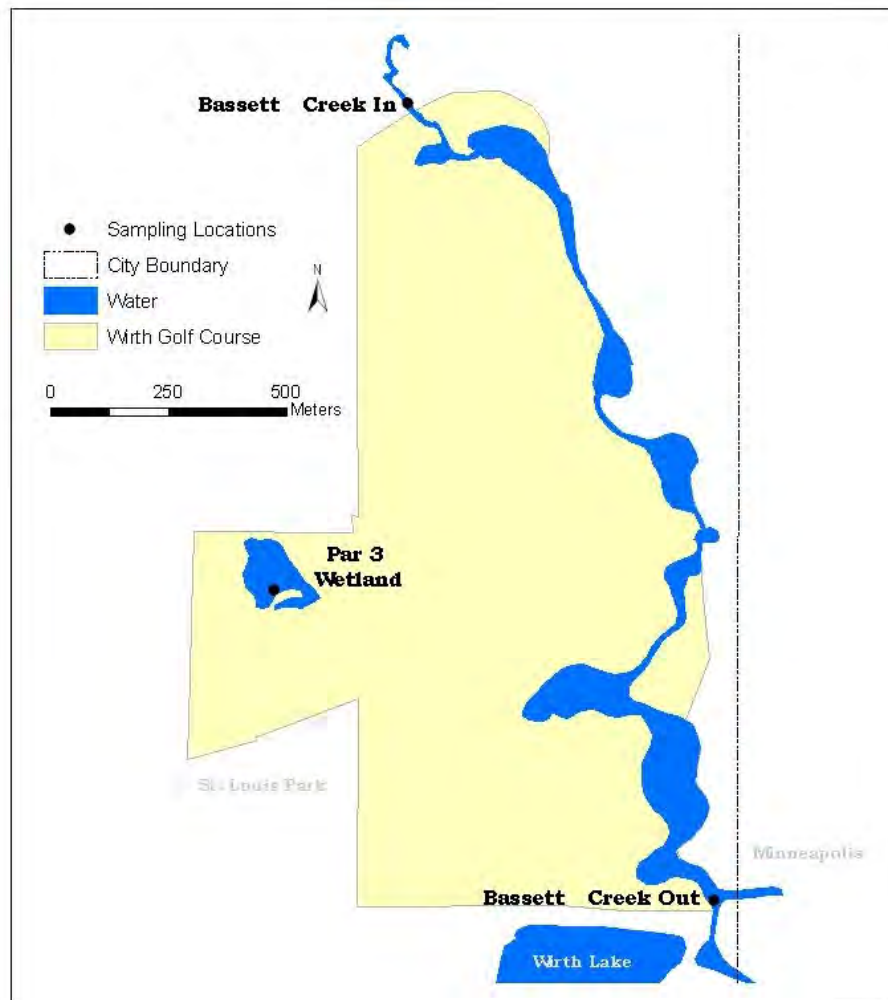 Bassett Creek In
Sampling Locations
City Boundary
Water
Wirth Golf Course
N
0 250 500
Meters
Par 3
Wetland
St. Louis Park
Minneapolis
Bassett Creek Out
Wirth Lake